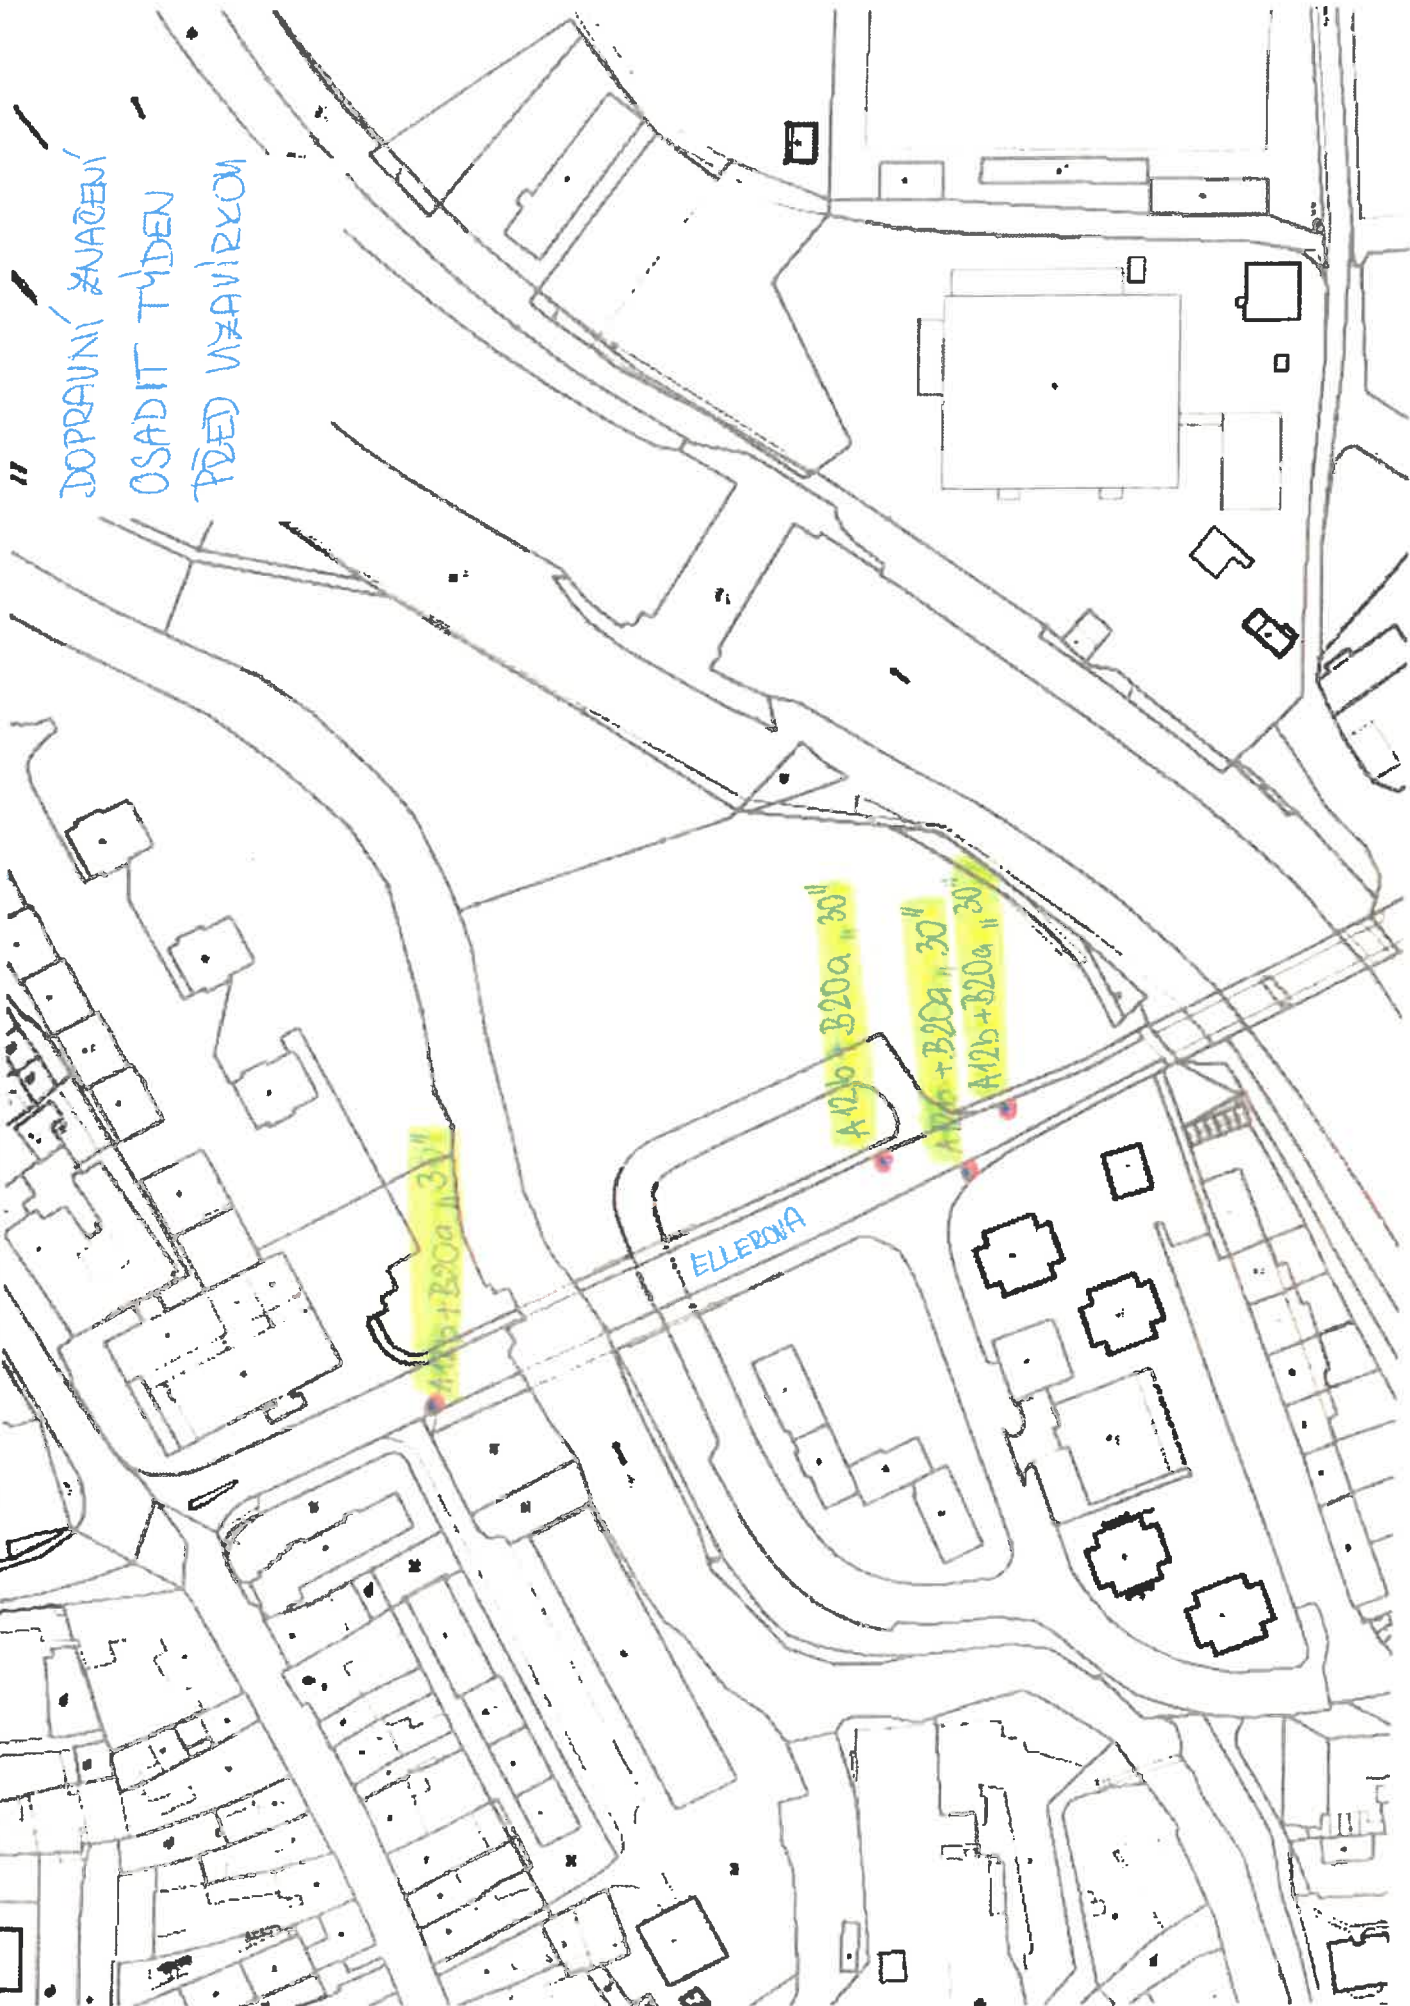 DOPRAVNÍ ZNAČENÍ
OSADIT TÝDEN
PŘED UZAVÍRKOU
A12b+B20a „30"
ELLEROVA
A12b+B20a „30"
A12b+B20a „30"
A12b+B20a „30"